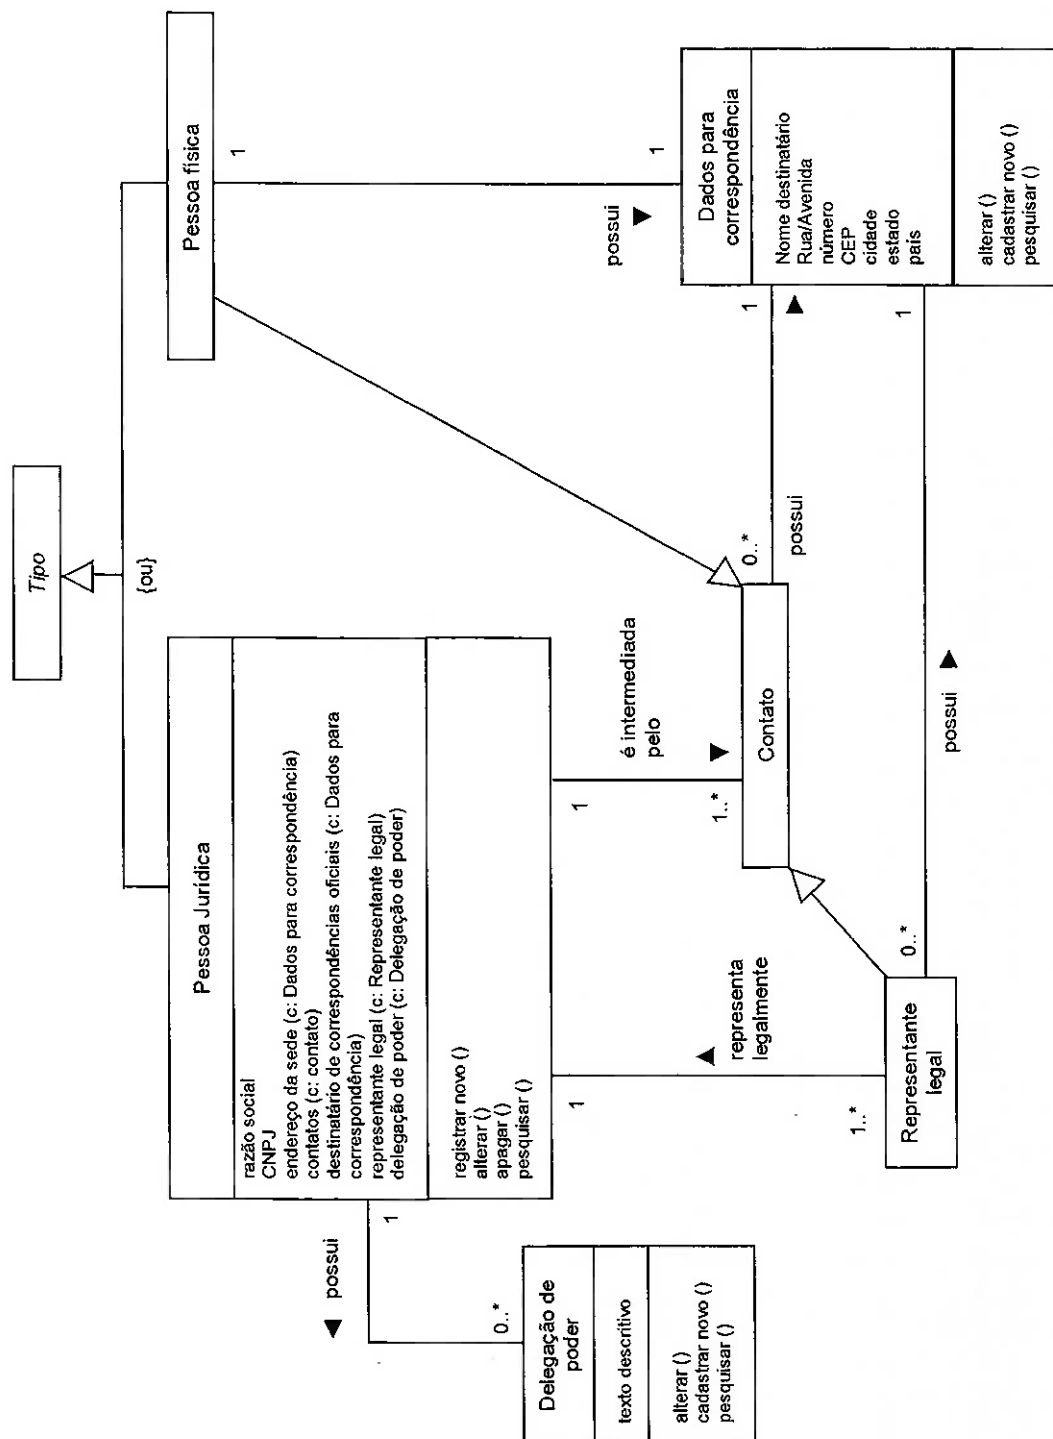 Tipo
{ou}
Pessoa Jurídica
razão social
CNPJ
endereço da sede (c: Dados para correspondência)
contatos (c: contato)
destinatário de correspondências oficiais (c: Dados para
correspondência)
representante legal (c: Representante legal)
delegação de poder (c: Delegação de poder)
registrar novo ()
alterar ()
apagar ()
pesquisar ()
Pessoa física
1
possui
1
possui
1
0..*
Delegação de
poder
texto descritivo
alterar ()
cadastrar novo ()
pesquisar ()
1
representa
legalmente
1..*
1
é intermediada
pelo
1..*
Contato
0..*
possui
1
Representante
legal
0..*
possui
1
Dados para
correspondência
Nome destinatário
Rua/Avenida
número
CEP
cidade
estado
país
alterar ()
cadastrar novo ()
pesquisar ()